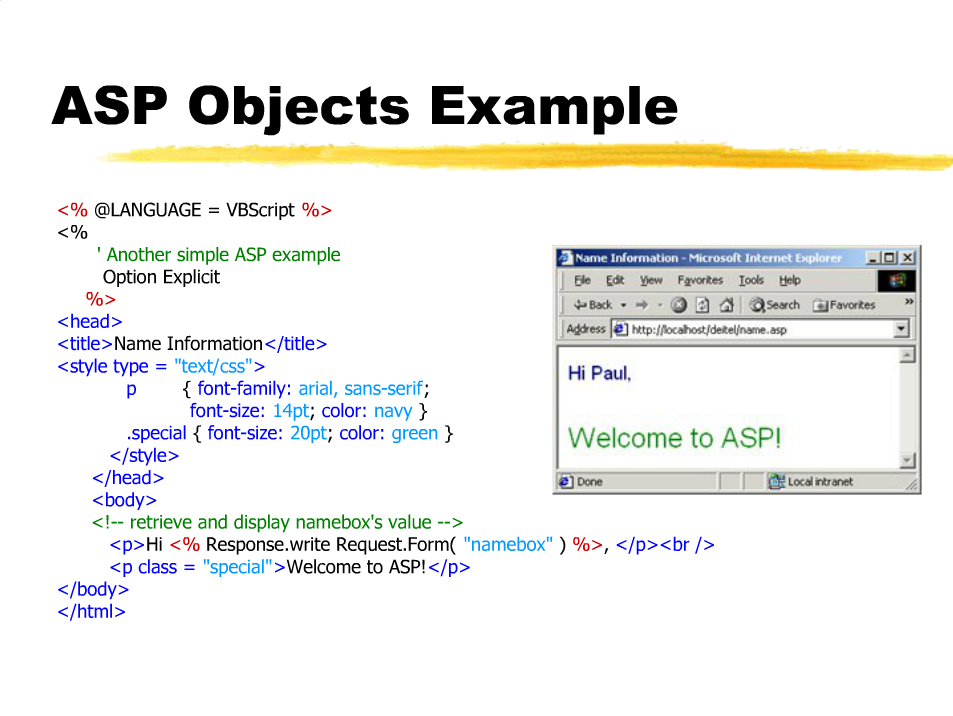 ASP Objects Example
<% @LANGUAGE = VBScript %>
<%
' Another simple ASP example
Option Explicit
%>
<head>
<title>Name Information</title>
<style type = "text/css">
p { font-family: arial, sans-serif;
font-size: 14pt; color: navy }
.special { font-size: 20pt; color: green }
</style>
</head>
<body>
<!-- retrieve and display namebox's value -->
<p>Hi <% Response.write Request.Form( "namebox" ) %>, </p><br />
<p class = "special">Welcome to ASP!</p>
</body>
</html>
Name Information - Microsoft Internet Explorer
File Edit View Favorites Tools Help
Back Search Favorites »
Address http://localhost/deitel/name.asp
Hi Paul,
Welcome to ASP!
Done Local intranet